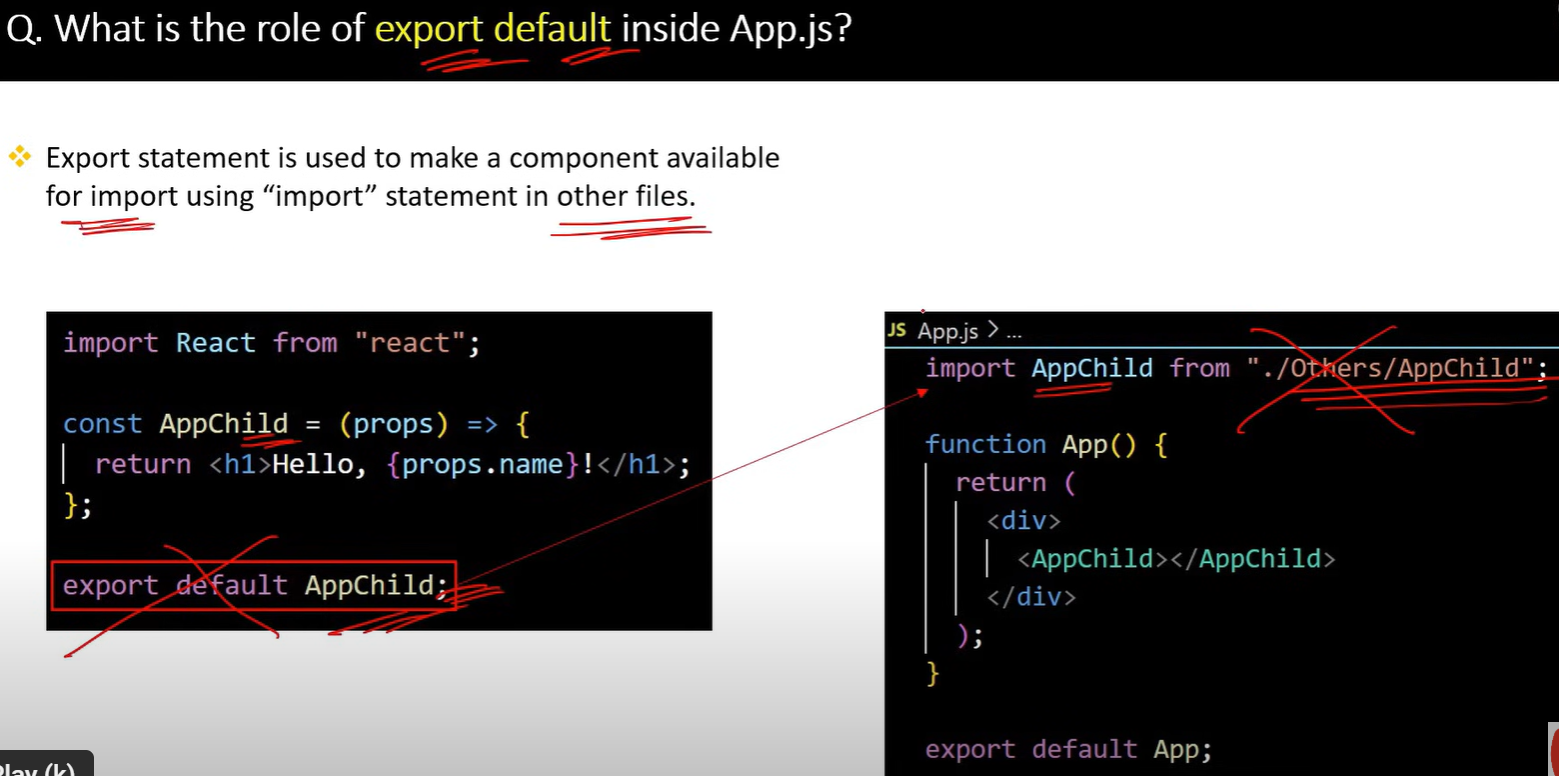 Q. What is the role of export default inside App.js?
Export statement is used to make a component available
for import using “import” statement in other files.
import React from "react";
const AppChild = (props) => {
return <h1>Hello, {props.name}!</h1>;
};
export default AppChild;
JS App.js > ...
import AppChild from "./Others/AppChild";
function App() {
return (
<div>
<AppChild></AppChild>
</div>
);
}
export default App;
Play (k)